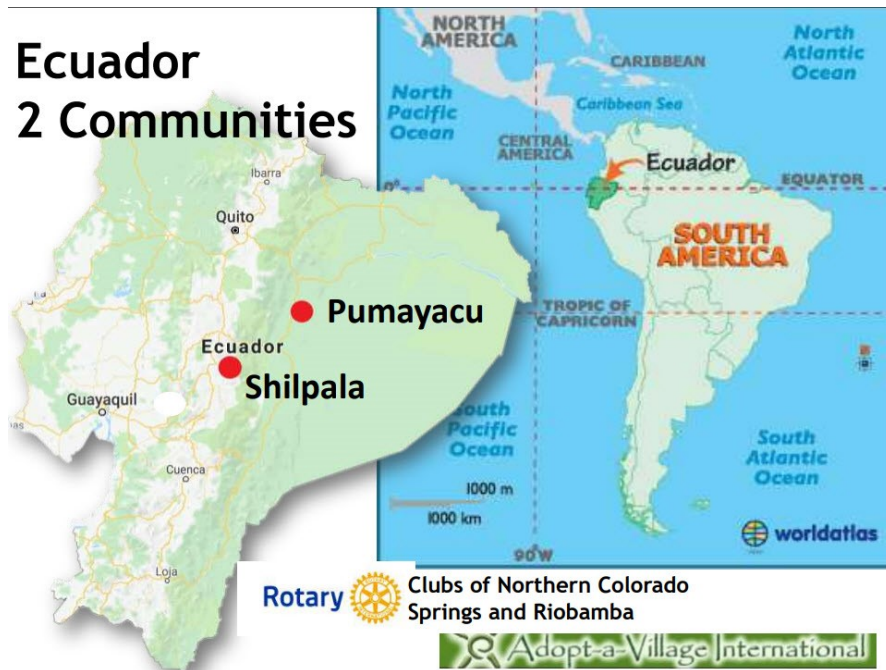 Ecuador
2 Communities
Ibarra
Quito
Pumayacu
Ecuador
Shilpala
Guayaquil
Cuenca
Loja
NORTH
AMERICA
North
Atlantic
Ocean
CARIBBEAN
North
Pacific
Ocean
Caribbean Sea
CENTRAL
AMERICA
Ecuador
0°
EQUATOR
SOUTH
AMERICA
TROPIC OF
CAPRICORN
South
Pacific
Ocean
South
Atlantic
Ocean
1000 m
1000 km
worldatlas
90°W
Rotary
Clubs of Northern Colorado
Springs and Riobamba
Adopt-a-Village International